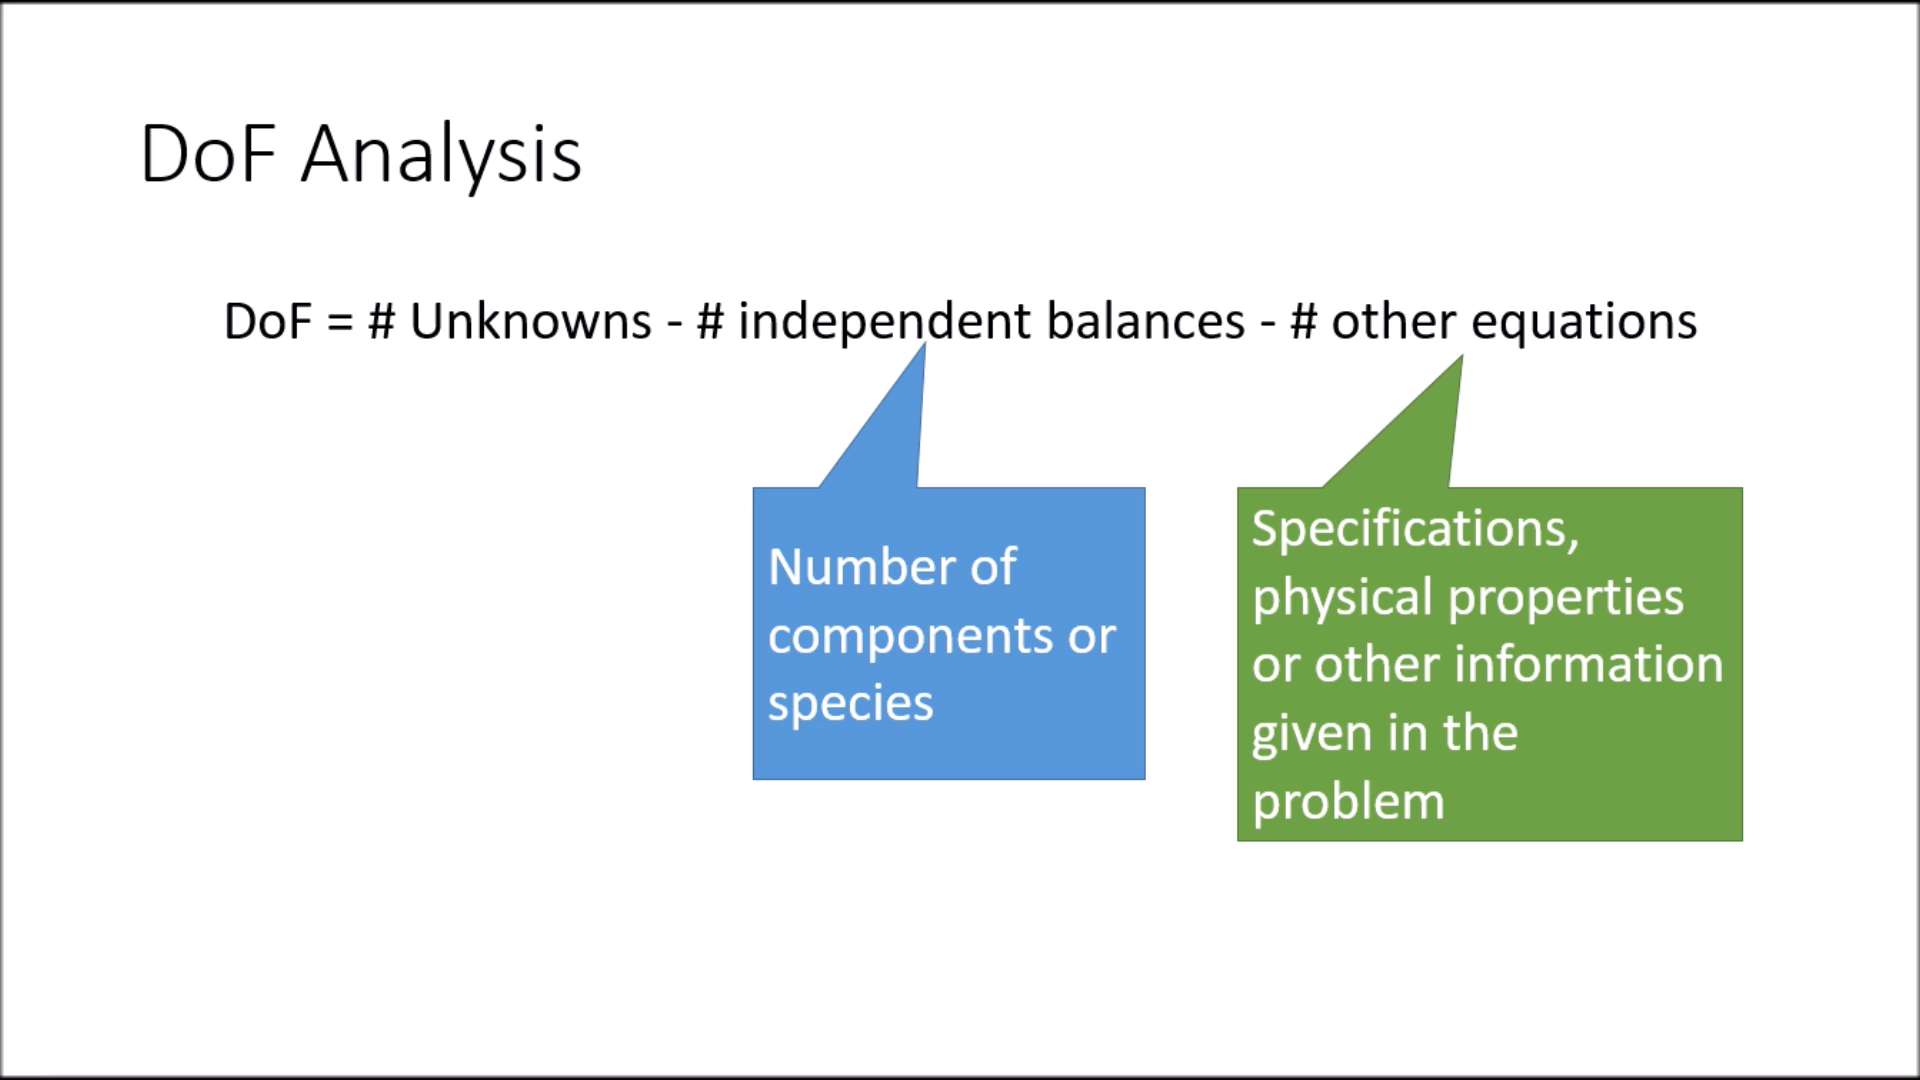 DoF Analysis
DoF = # Unknowns - # independent balances - # other equations
Number of
components or
species
Specifications,
physical properties
or other information
given in the
problem